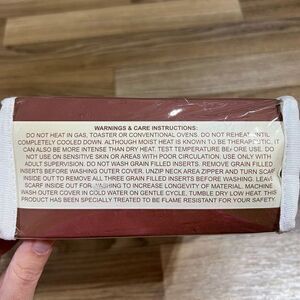 WARNINGS & CARE INSTRUCTIONS:
DO NOT HEAT IN GAS, TOASTER OR CONVENTIONAL OVENS. DO NOT REHEAT UNTIL
COMPLETELY COOLED DOWN. ALTHOUGH MOIST HEAT IS KNOWN TO BE THERAPEUTIC, IT
CAN ALSO BE MORE INTENSE THAN DRY HEAT. TEST TEMPERATURE BEFORE USE. DO
NOT USE ON SENSITIVE SKIN OR AREAS WITH POOR CIRCULATION. USE ONLY WITH
ADULT SUPERVISION. DO NOT WASH GRAIN FILLED INSERTS. REMOVE GRAIN FILLED
INSERTS BEFORE WASHING OUTER COVER. UNZIP NECK AREA ZIPPER AND TURN SCARF
INSIDE OUT TO REMOVE ALL THREE GRAIN FILLED INSERTS BEFORE WASHING. LEAVE
SCARF INSIDE OUT FOR WASHING TO INCREASE LONGEVITY OF MATERIAL. MACHINE
WASH OUTER COVER IN COLD WATER ON GENTLE CYCLE, TUMBLE DRY LOW HEAT. THIS
PRODUCT HAS BEEN SPECIALLY TREATED TO BE FLAME RESISTANT FOR YOUR SAFETY.